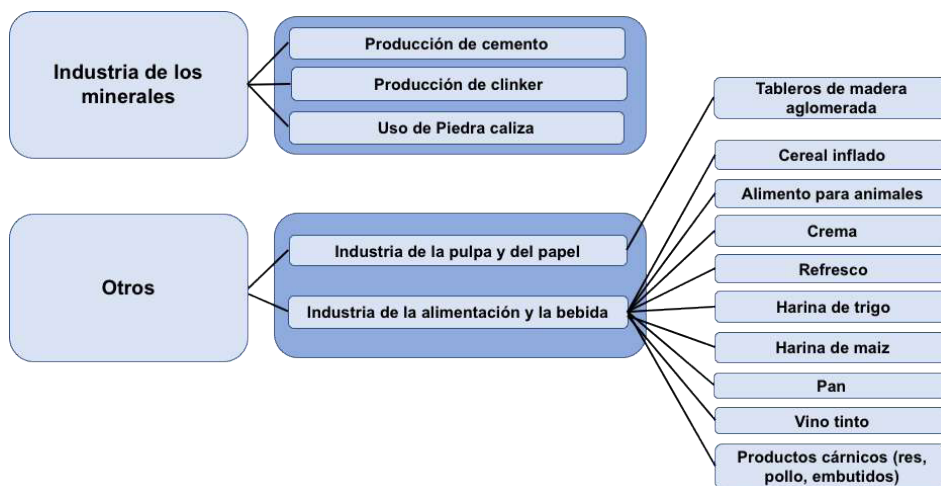 Industria de los
minerales
Producción de cemento
Producción de clinker
Uso de Piedra caliza
Otros
Industria de la pulpa y del papel
Industria de la alimentación y la bebida
Tableros de madera
aglomerada
Cereal inflado
Alimento para animales
Crema
Refresco
Harina de trigo
Harina de maiz
Pan
Vino tinto
Productos cárnicos (res,
pollo, embutidos)